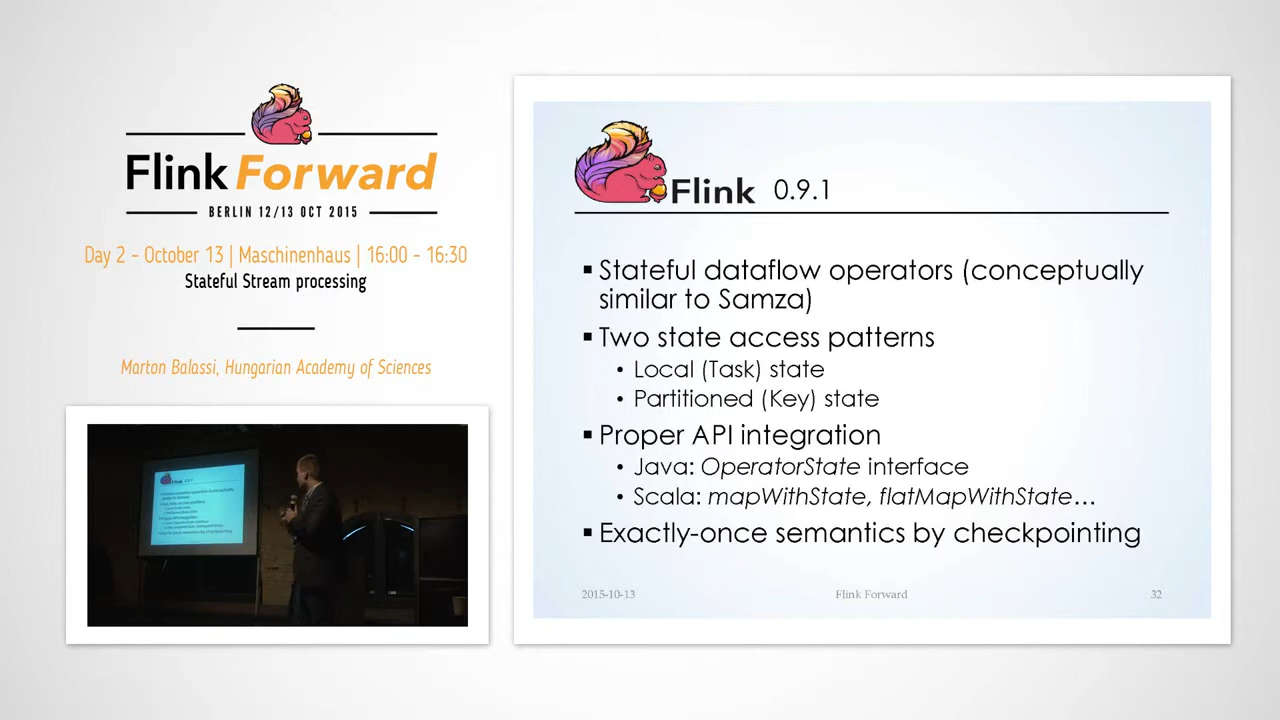 Flink Forward
BERLIN 12/13 OCT 2015
Day 2 - October 13 | Maschinenhaus | 16:00 - 16:30
Stateful Stream processing
Marton Balassi, Hungarian Academy of Sciences
Flink 0.9.1
▪ Stateful dataflow operators (conceptually
similar to Samza)
▪ Two state access patterns
• Local (Task) state
• Partitioned (Key) state
▪ Proper API integration
• Java: OperatorState interface
• Scala: mapWithState, flatMapWithState…
▪ Exactly-once semantics by checkpointing
2015-10-13
Flink Forward
32